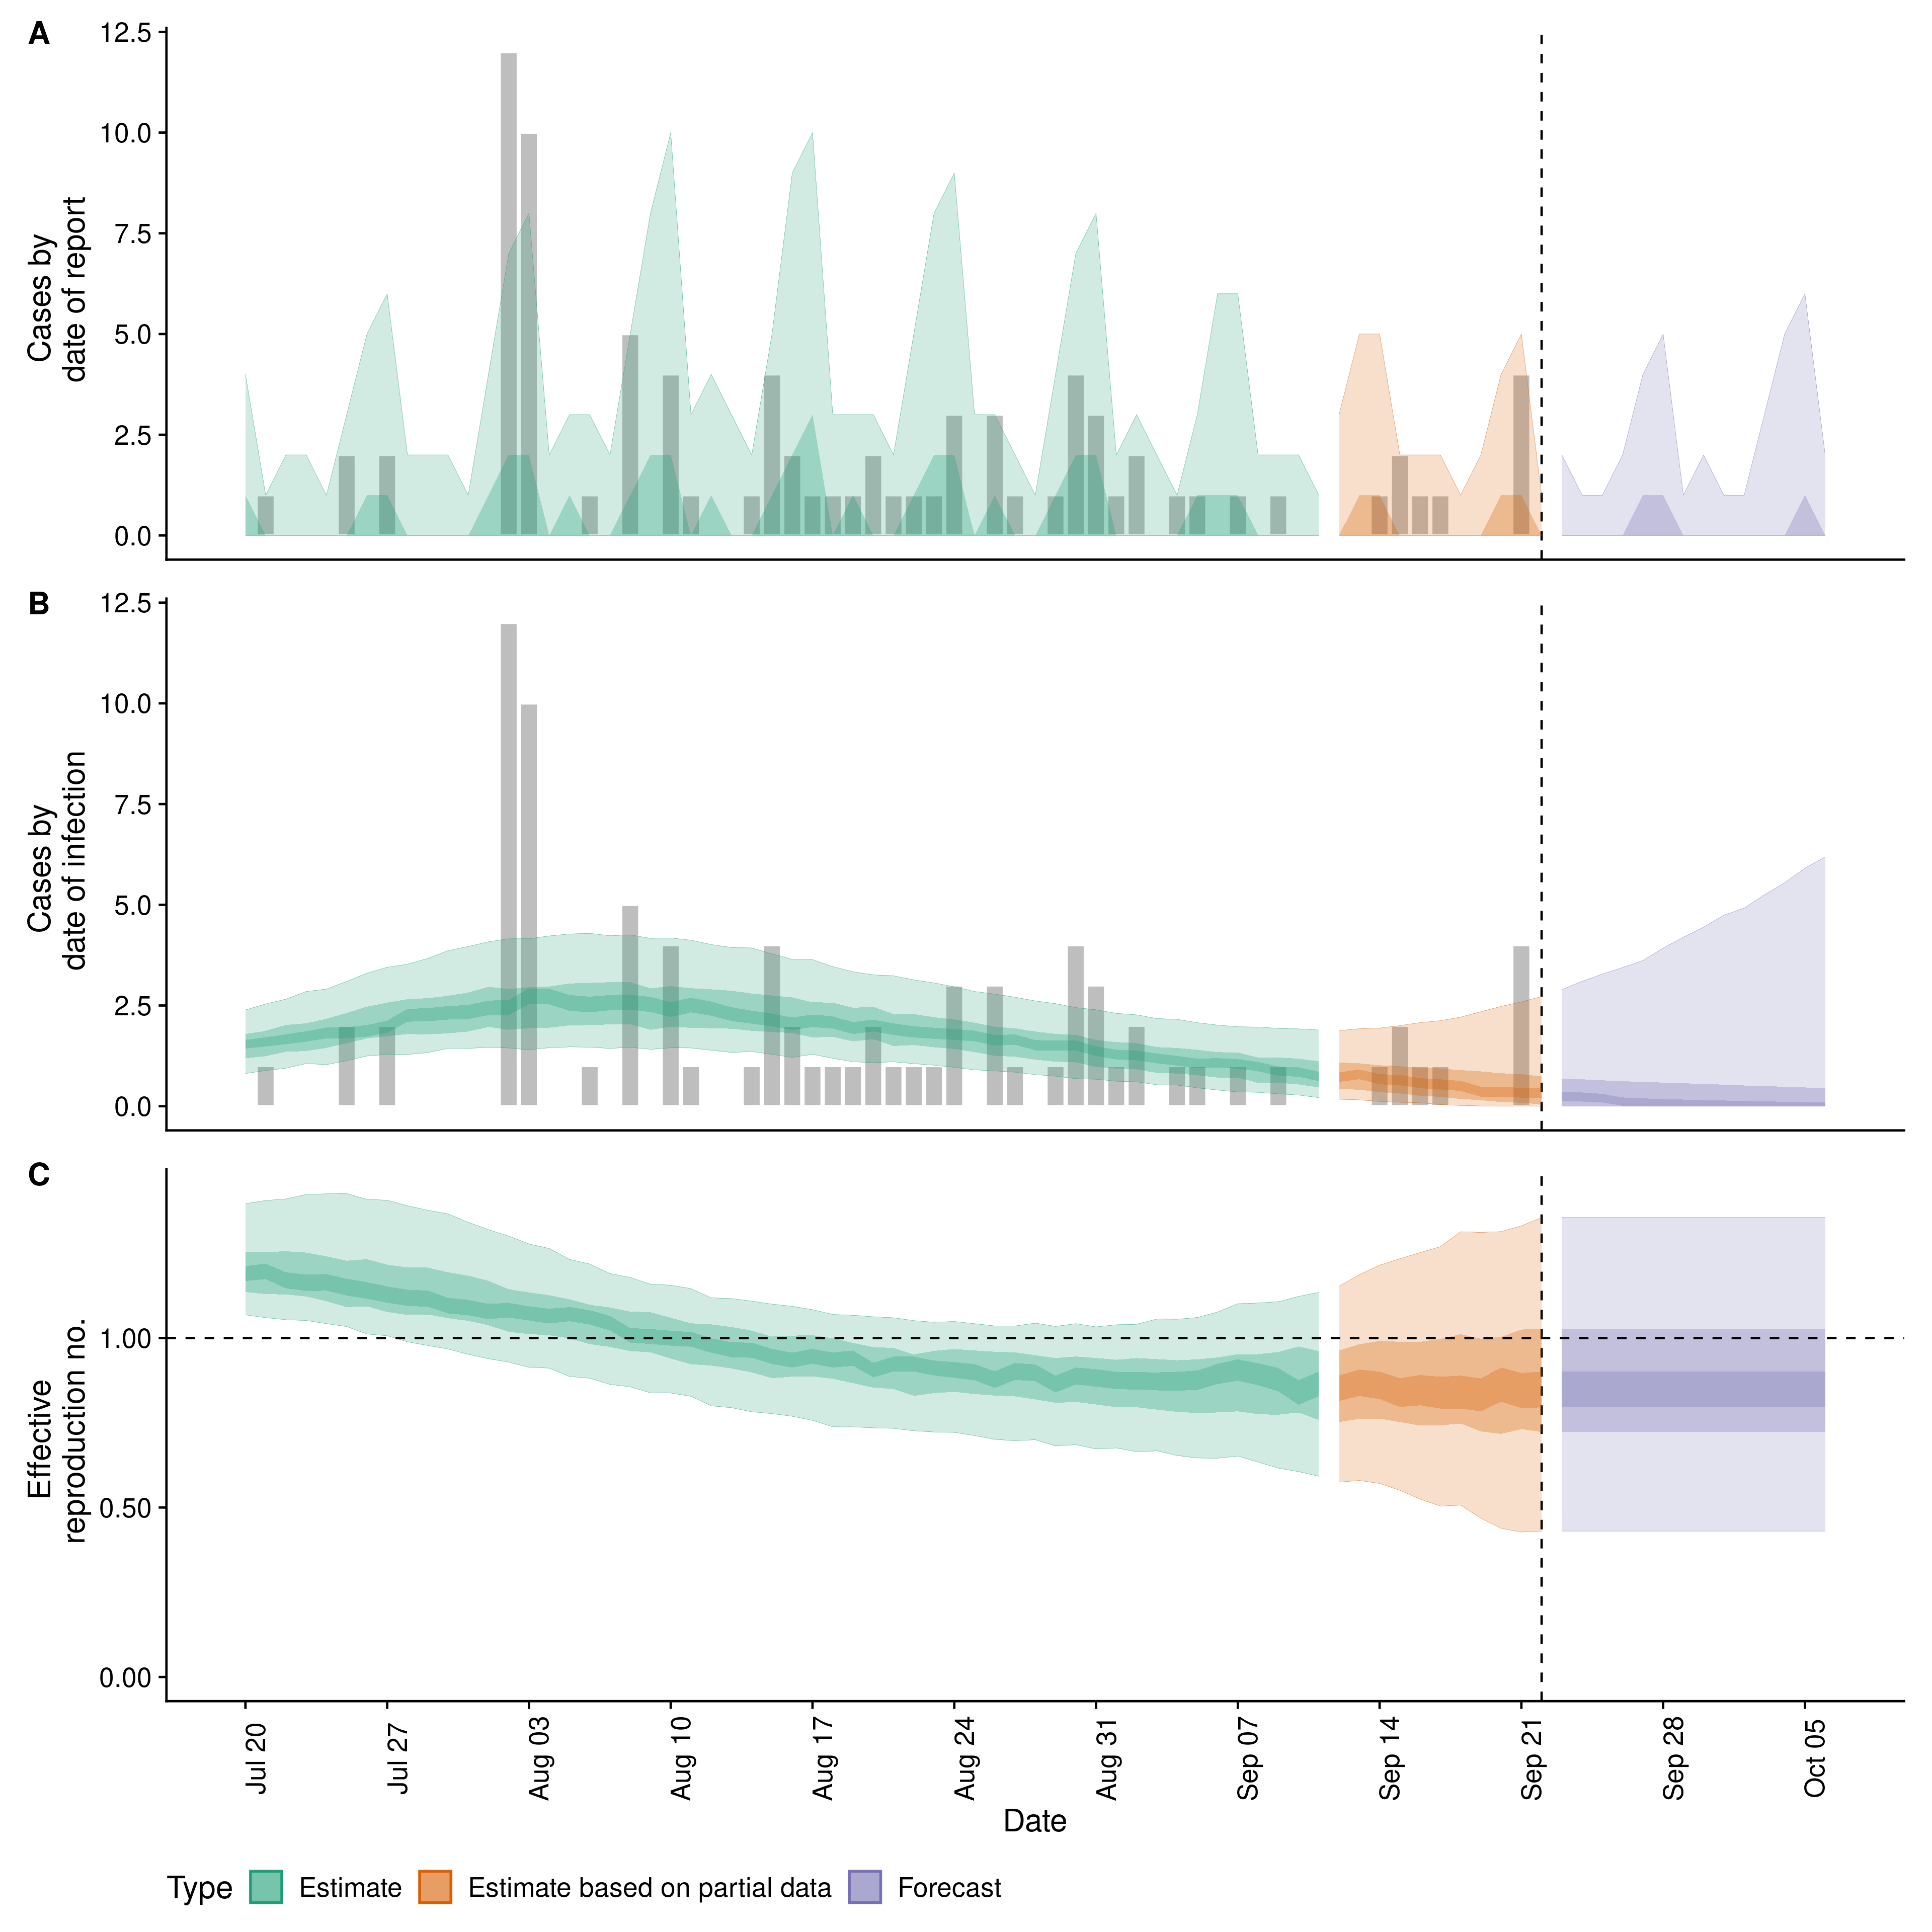 A
Cases by
date of report
12.5
10.0
7.5
5.0
2.5
0.0
B
Cases by
date of infection
12.5
10.0
7.5
5.0
2.5
0.0
C
Effective
reproduction no.
1.00
0.50
0.00
Jul 20
Jul 27
Aug 03
Aug 10
Aug 17
Aug 24
Aug 31
Sep 07
Sep 14
Sep 21
Sep 28
Oct 05
Date
Type Estimate Estimate based on partial data Forecast